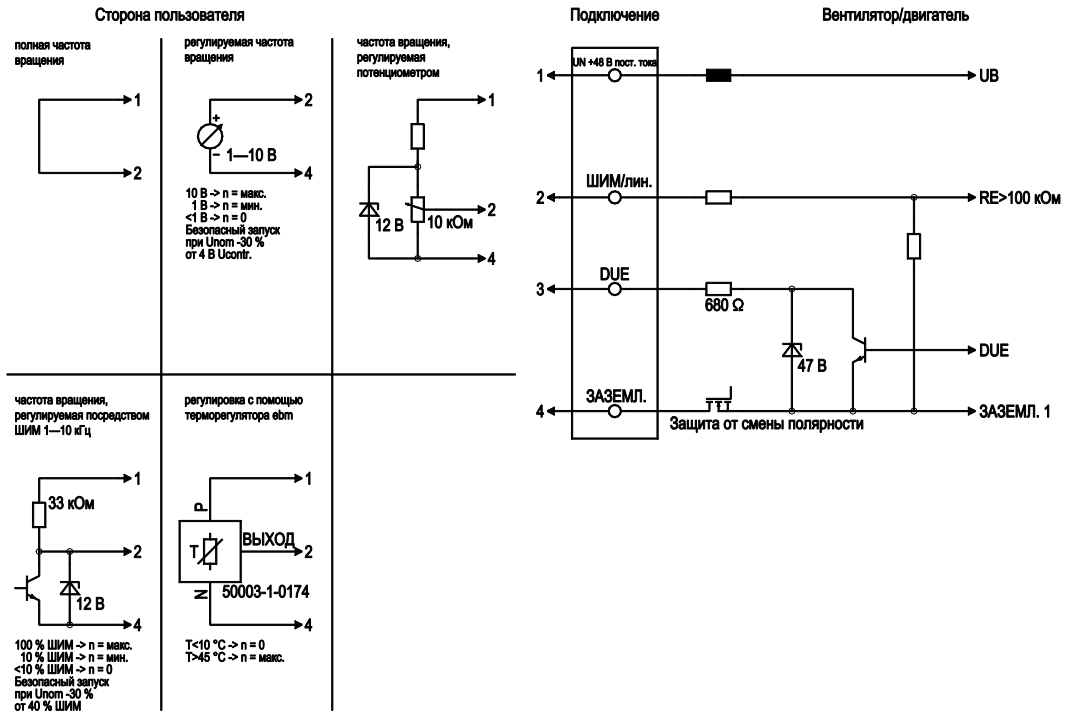 Сторона пользователя
Подключение
Вентилятор/двигатель
полная частота
вращения
1
2
регулируемая частота
вращения
2
+
–
1—10 В
4
10 В -> n = макс.
1 В -> n = мин.
<1 В -> n = 0
Безопасный запуск
при Unom -30 %
от 4 В Ucontr.
частота вращения,
регулируемая
потенциометром
1
12 В
10 кОм
2
4
частота вращения,
регулируемая посредством
ШИМ 1—10 кГц
1
33 кОм
2
12 В
4
100 % ШИМ -> n = макс.
10 % ШИМ -> n = мин.
<10 % ШИМ -> n = 0
Безопасный запуск
при Unom -30 %
от 40 % ШИМ
регулировка с помощью
терморегулятора ebm
1
P
T
ВЫХОД
2
N
50003-1-0174
4
T<10 °C -> n = 0
T>45 °C -> n = макс.
UN +48 В пост. тока
1
UB
ШИМ/лин.
2
RE>100 кОм
DUE
3
680 Ω
47 В
DUE
ЗАЗЕМЛ.
4
ЗАЗЕМЛ. 1
Защита от смены полярности